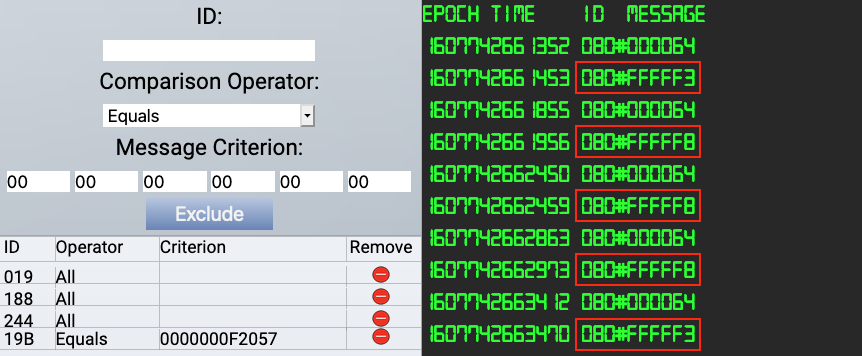 ID:
Comparison Operator:
Equals
Message Criterion:
00 00 00 00 00 00
Exclude
ID Operator Criterion Remove
019 All
188 All
244 All
19B Equals 0000000F2057
EPOCH TIME ID MESSAGE
1607742661352 080#000064
1607742661453 080#FFFFF3
1607742661855 080#000064
1607742661956 080#FFFFF8
1607742662450 080#000064
1607742662459 080#FFFFF8
1607742662863 080#000064
1607742662973 080#FFFFF8
1607742663412 080#000064
1607742663470 080#FFFFF3